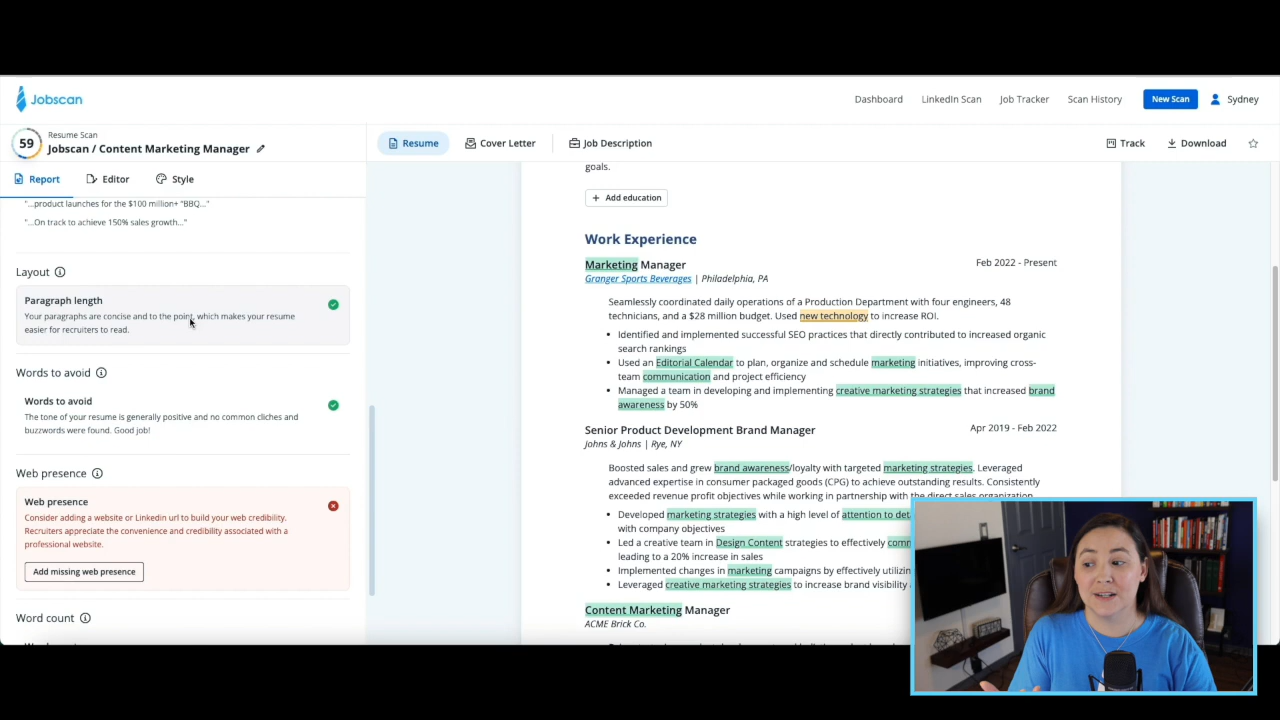 Jobscan
Dashboard
LinkedIn Scan
Job Tracker
Scan History
New Scan
Sydney
59
Resume Scan
Jobscan / Content Marketing Manager
Resume
Cover Letter
Job Description
Track
Download
Report
Editor
Style
"...product launches for the $100 million+ "BBQ..."
"...On track to achieve 150% sales growth..."
Layout
Paragraph length
Your paragraphs are concise and to the point, which makes your resume
easier for recruiters to read.
Words to avoid
Words to avoid
The tone of your resume is generally positive and no common cliches and
buzzwords were found. Good job!
Web presence
Web presence
Consider adding a website or Linkedin url to build your web credibility.
Recruiters appreciate the convenience and credibility associated with a
professional website.
Add missing web presence
Word count
goals.
+ Add education
Work Experience
Marketing Manager
Feb 2022 - Present
Granger Sports Beverages | Philadelphia, PA
Seamlessly coordinated daily operations of a Production Department with four engineers, 48
technicians, and a $28 million budget. Used new technology to increase ROI.
• Identified and implemented successful SEO practices that directly contributed to increased organic
search rankings
• Used an Editorial Calendar to plan, organize and schedule marketing initiatives, improving cross-
team communication and project efficiency
• Managed a team in developing and implementing creative marketing strategies that increased brand
awareness by 50%
Senior Product Development Brand Manager
Apr 2019 - Feb 2022
Johns & Johns | Rye, NY
Boosted sales and grew brand awareness/loyalty with targeted marketing strategies. Leveraged
advanced expertise in consumer packaged goods (CPG) to achieve outstanding results. Consistently
exceeded revenue profit objectives while working in partnership with the direct sales organization.
• Developed marketing strategies with a high level of attention to det
with company objectives
• Led a creative team in Design Content strategies to effectively com
leading to a 20% increase in sales
• Implemented changes in marketing campaigns by effectively utilizin
• Leveraged creative marketing strategies to increase brand visibility
Content Marketing Manager
ACME Brick Co.